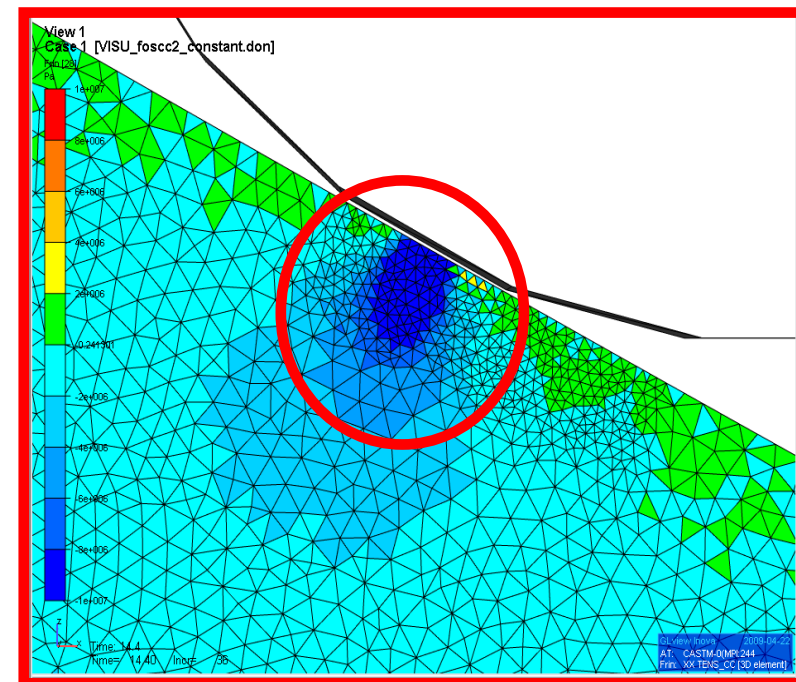 View 1
Case 1 [VISU_foscc2_constant.don]
Frin [26]
Pa
1e+007
8e+006
6e+006
4e+006
2e+006
-0.241301
-2e+006
-4e+006
-6e+006
-8e+006
-1e+007
z
x
Time: 14.4
Time= 14.40 Incr= 36
GLview Inova 2009-04-22
AT: CASTM-0(MPL244
Frin: XX TENS_CC [3D element]